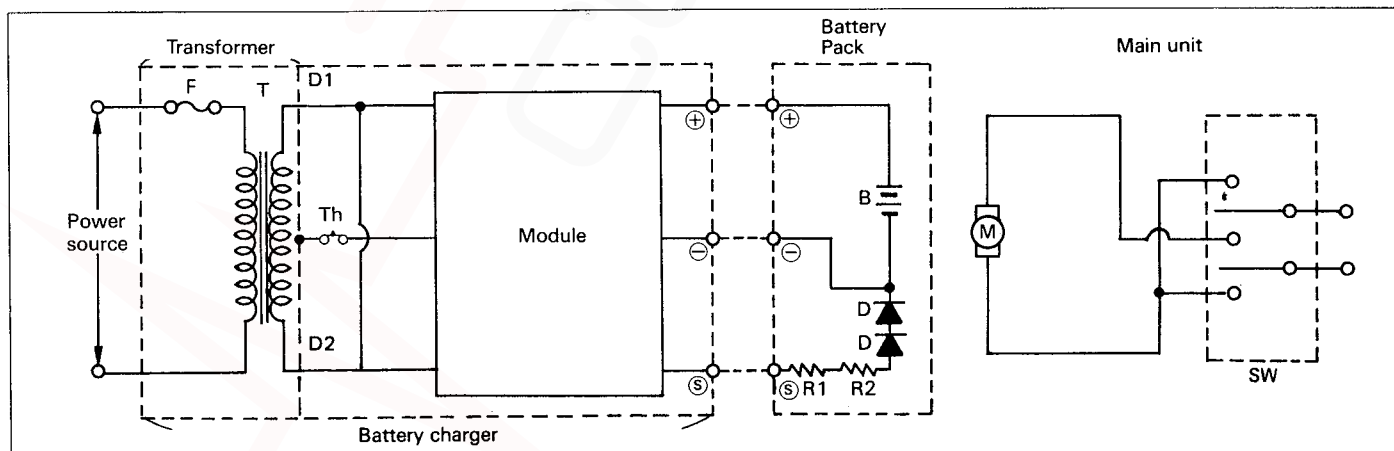 Transformer
F
T
D1
Th
D2
Power
source
Module
⊕
⊖
Ⓢ
Battery charger
Battery
Pack
⊕
B
⊖
D
D
Ⓢ R1 R2
Main unit
M
SW